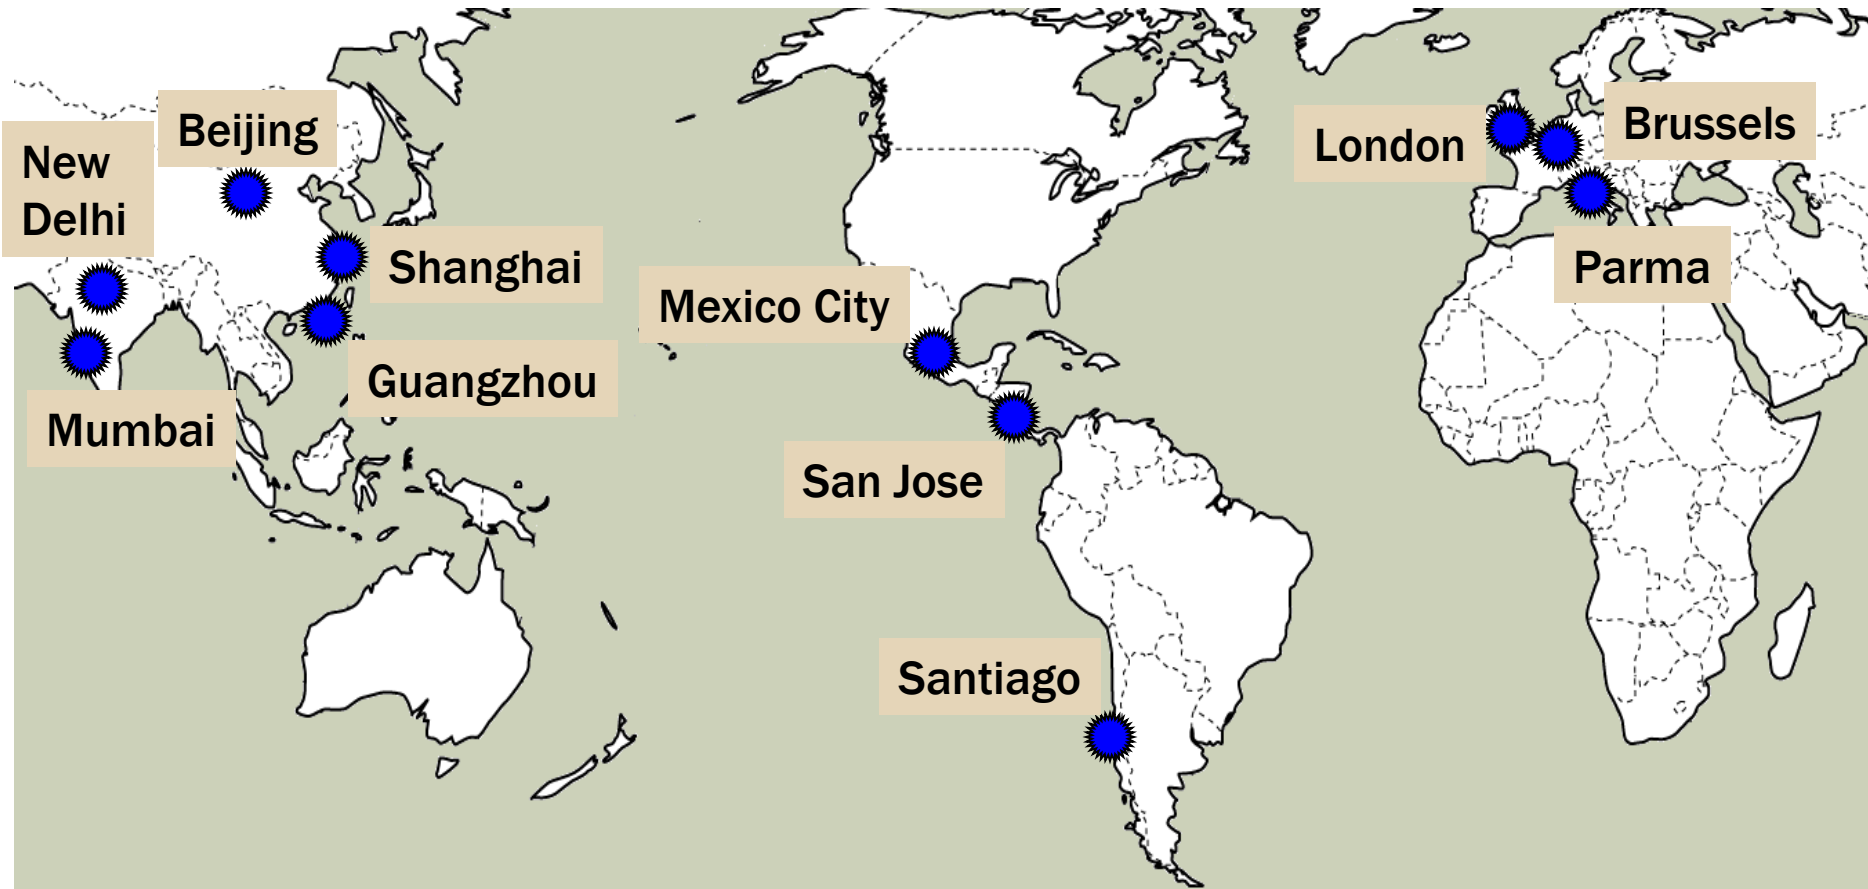 Beijing
New
Delhi
Shanghai
Guangzhou
Mumbai
Mexico City
San Jose
Santiago
London
Brussels
Parma